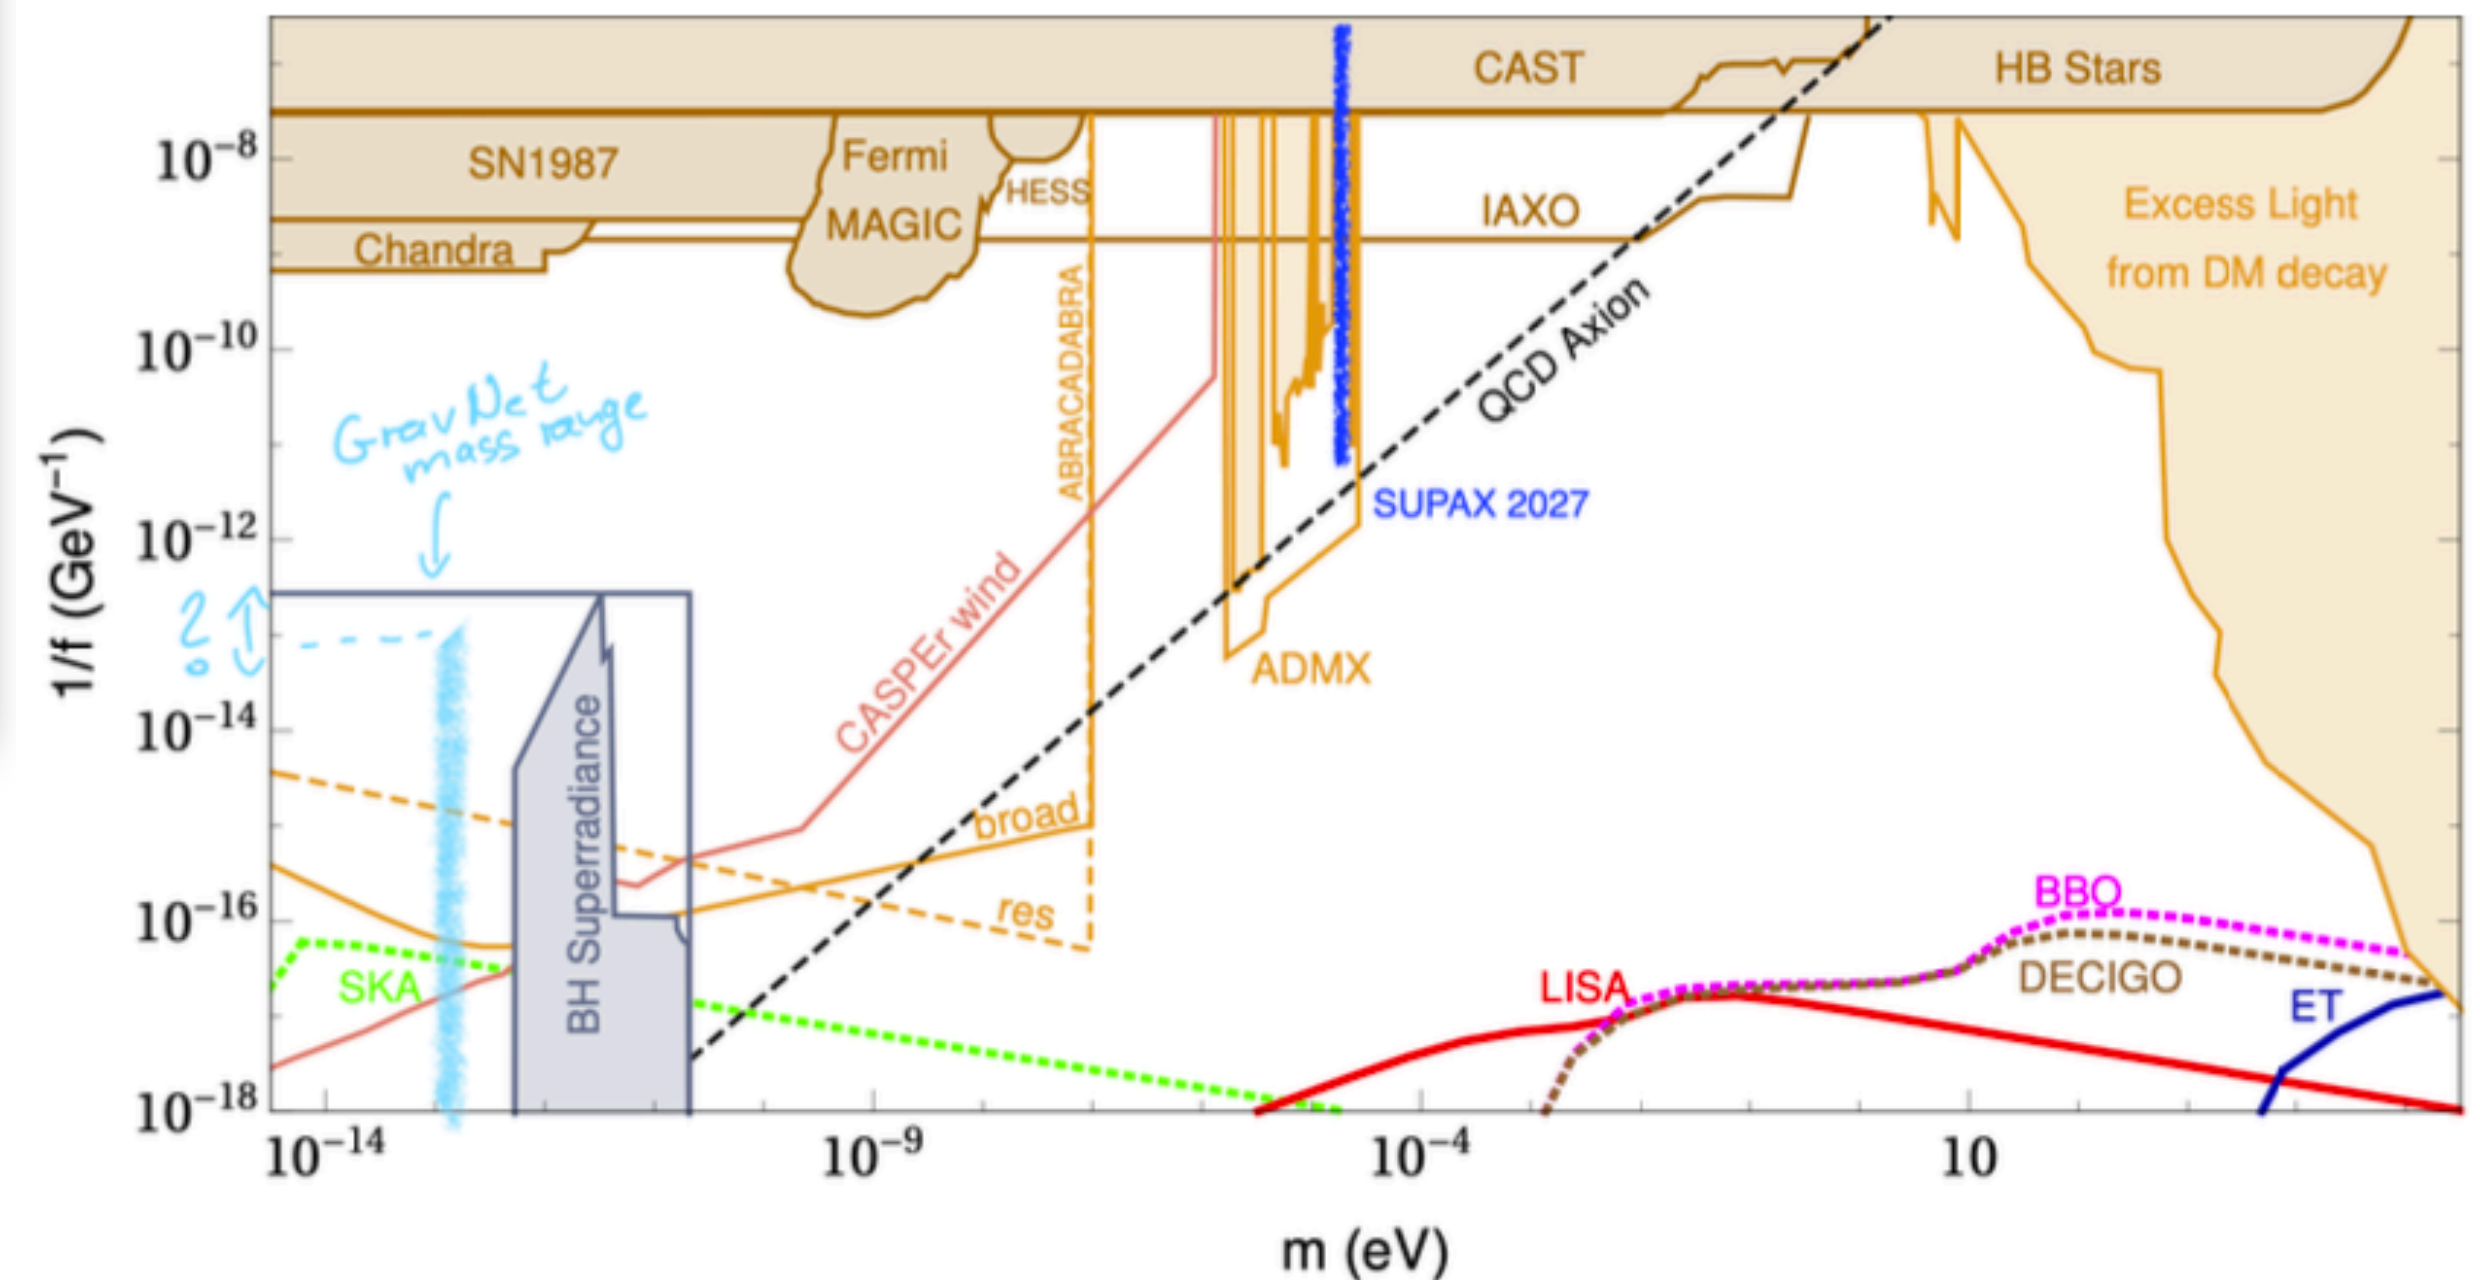 CAST
HB Stars
10⁻⁸
SN1987
Fermi
MAGIC
HESS
IAXO
Excess Light
from DM decay
Chandra
10⁻¹⁰
ABRACADABRA
QCD Axion
GravNet
mass range
1/f (GeV⁻¹)
10⁻¹²
SUPAX 2027
?
CASPEr wind
ADMX
10⁻¹⁴
BH Superradiance
broad
res
10⁻¹⁶
SKA
BBO
LISA
DECIGO
ET
10⁻¹⁸
10⁻¹⁴
10⁻⁹
10⁻⁴
10
m (eV)